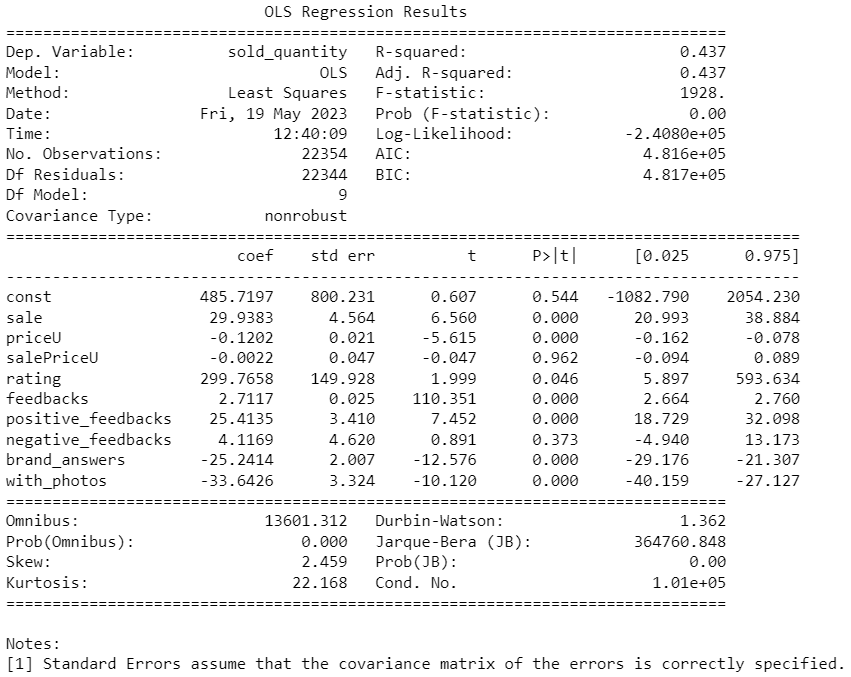 OLS Regression Results
==============================================================================
Dep. Variable: sold_quantity R-squared: 0.437
Model: OLS Adj. R-squared: 0.437
Method: Least Squares F-statistic: 1928.
Date: Fri, 19 May 2023 Prob (F-statistic): 0.00
Time: 12:40:09 Log-Likelihood: -2.4080e+05
No. Observations: 22354 AIC: 4.816e+05
Df Residuals: 22344 BIC: 4.817e+05
Df Model: 9
Covariance Type: nonrobust
======================================================================================
coef std err t P>|t| [0.025 0.975]
--------------------------------------------------------------------------------------
const 485.7197 800.231 0.607 0.544 -1082.790 2054.230
sale 29.9383 4.564 6.560 0.000 20.993 38.884
priceU -0.1202 0.021 -5.615 0.000 -0.162 -0.078
salePriceU -0.0022 0.047 -0.047 0.962 -0.094 0.089
rating 299.7658 149.928 1.999 0.046 5.897 593.634
feedbacks 2.7117 0.025 110.351 0.000 2.664 2.760
positive_feedbacks 25.4135 3.410 7.452 0.000 18.729 32.098
negative_feedbacks 4.1169 4.620 0.891 0.373 -4.940 13.173
brand_answers -25.2414 2.007 -12.576 0.000 -29.176 -21.307
with_photos -33.6426 3.324 -10.120 0.000 -40.159 -27.127
==============================================================================
Omnibus: 13601.312 Durbin-Watson: 1.362
Prob(Omnibus): 0.000 Jarque-Bera (JB): 364760.848
Skew: 2.459 Prob(JB): 0.00
Kurtosis: 22.168 Cond. No. 1.01e+05
==============================================================================
Notes:
[1] Standard Errors assume that the covariance matrix of the errors is correctly specified.